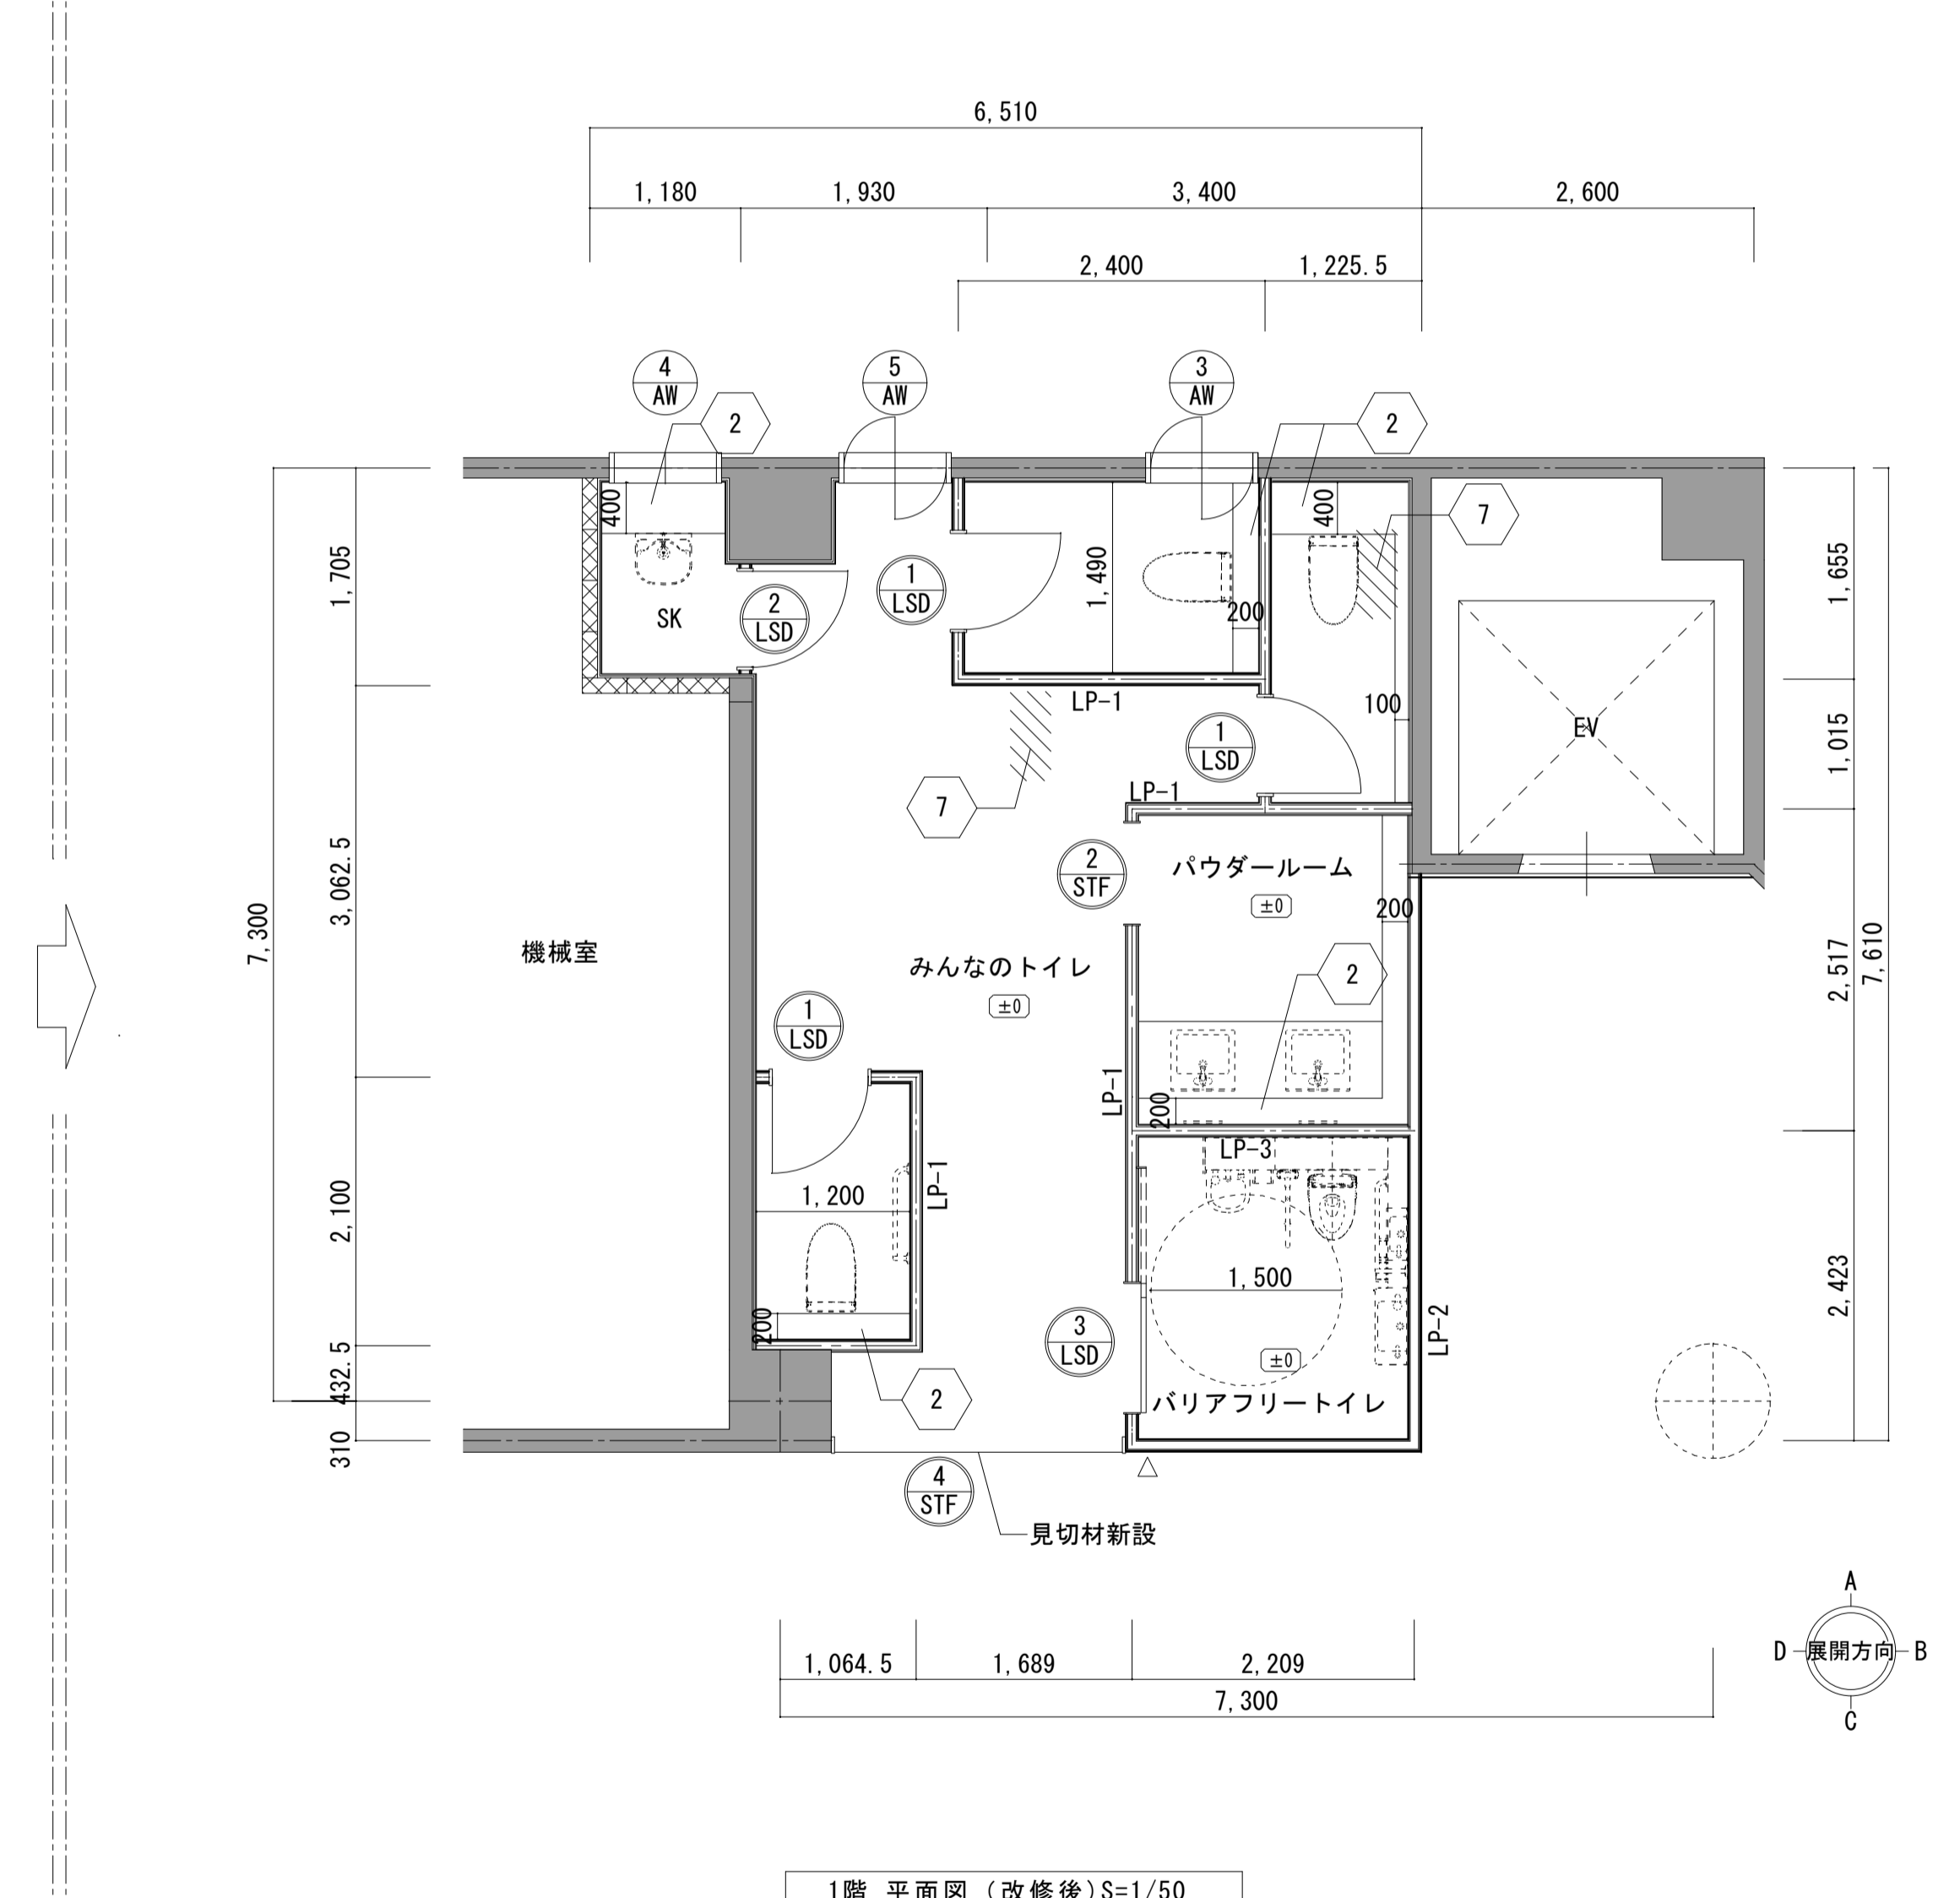 6,510
1,180
1,930
3,400
2,600
2,400
1,225.5
4
AW
5
AW
3
AW
2
2
7
400
400
1,705
1,655
1
LSD
1,490
2
LSD
SK
200
LP-1
100
1
LSD
EV
1,015
7
LP-1
2
STF
パウダールーム
±0
200
3,062.5
7,300
機械室
みんなのトイレ
±0
2
2,517
7,610
1
LSD
LP-1
200
LP-3
LP-1
1,200
2,100
1,500
2,423
LP-2
200
3
LSD
±0
バリアフリートイレ
432.5
2
310
4
STF
見切材新設
A
D
展開方向
B
C
1,064.5
1,689
2,209
7,300
1階 平面図 (改修後)S=1/50